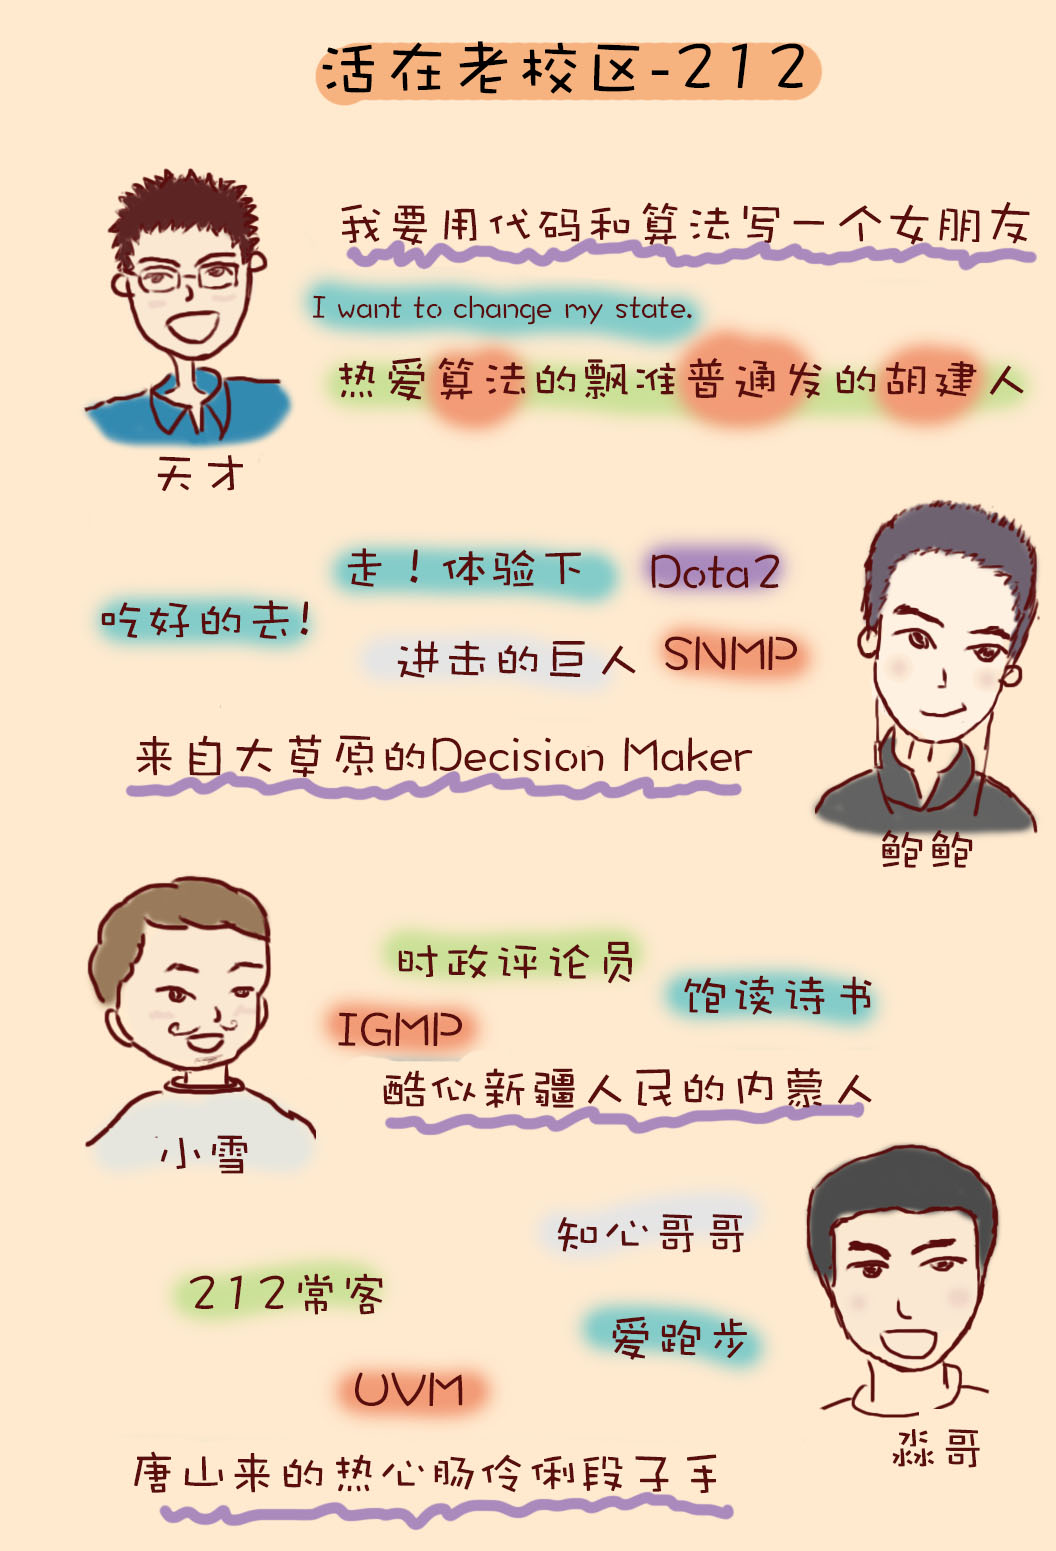 活在老校区-212
我要用代码和算法写一个女朋友
I want to change my state.
热爱算法的飘准普通发的胡建人
天才
走！体验下
Dota2
吃好的去！
进击的巨人
SNMP
来自大草原的Decision Maker
鲍鲍
时政评论员
饱读诗书
IGMP
酷似新疆人民的内蒙人
小雪
知心哥哥
212常客
爱跑步
UVM
淼哥
唐山来的热心肠伶俐段子手